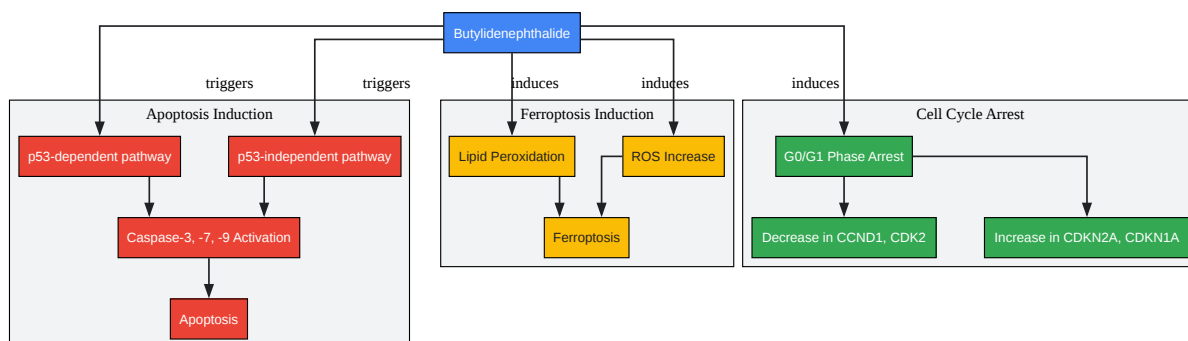 Butylidenephthalide
triggers
triggers
induces
induces
induces
Apoptosis Induction
Ferroptosis Induction
Cell Cycle Arrest
p53-dependent pathway
p53-independent pathway
Lipid Peroxidation
ROS Increase
G0/G1 Phase Arrest
Caspase-3, -7, -9 Activation
Ferroptosis
Decrease in CCND1, CDK2
Increase in CDKN2A, CDKN1A
Apoptosis